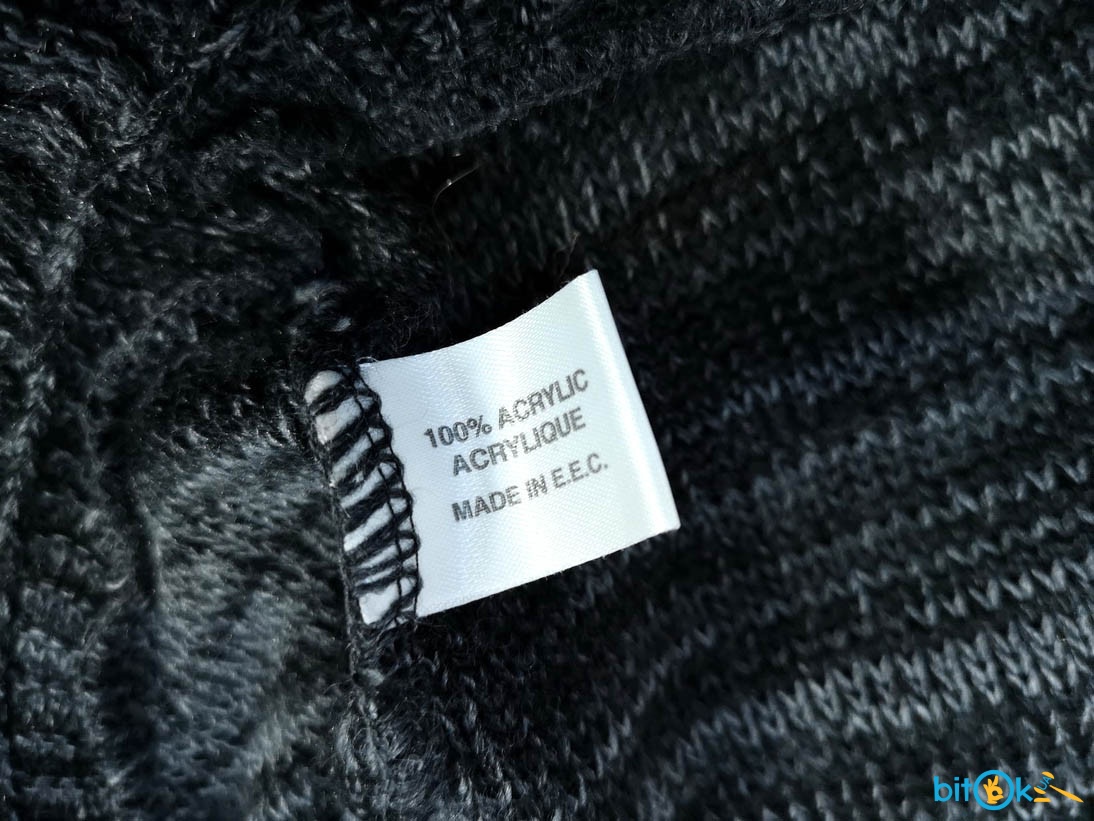 100% ACRYLIC
ACRYLIQUE
MADE IN E.E.C.
bitOk